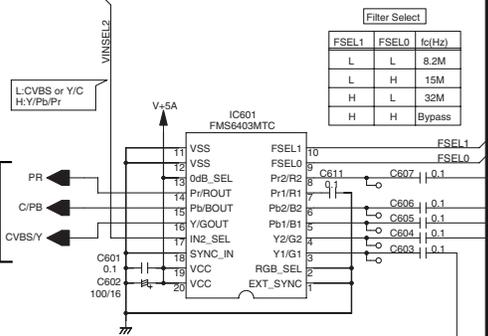 VINSEL2
Filter Select
FSEL1 FSEL0 fc(Hz)
L L 8.2M
L H 15M
H L 32M
H H Bypass
L:CVBS or Y/C
H:Y/Pb/Pr
V+5A
IC601
FMS6403MTC
VSS FSEL1
11 10
FSEL1
VSS FSEL0
12 9
FSEL0
0dB_SEL Pr2/R2
13 8
C607 0.1
PR
Pr/ROUT Pr1/R1
14 7
C611
0.1
C/PB
Pb/BOUT Pb2/B2
15 6
C606 0.1
Y/GOUT Pb1/B1
16 5
C605 0.1
CVBS/Y
IN2_SEL Y2/G2
17 4
C604 0.1
SYNC_IN Y1/G1
18 3
C603 0.1
C601
0.1
VCC RGB_SEL
19 2
C602
100/16
VCC EXT_SYNC
20 1